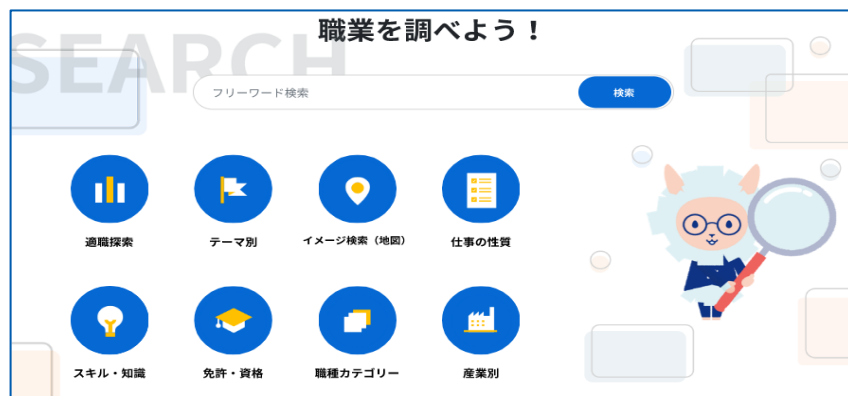 職業を調べよう！
SEARCH
フリーワード検索
検索
適職探索
テーマ別
イメージ検索（地図）
仕事の性質
スキル・知識
免許・資格
職種カテゴリー
産業別